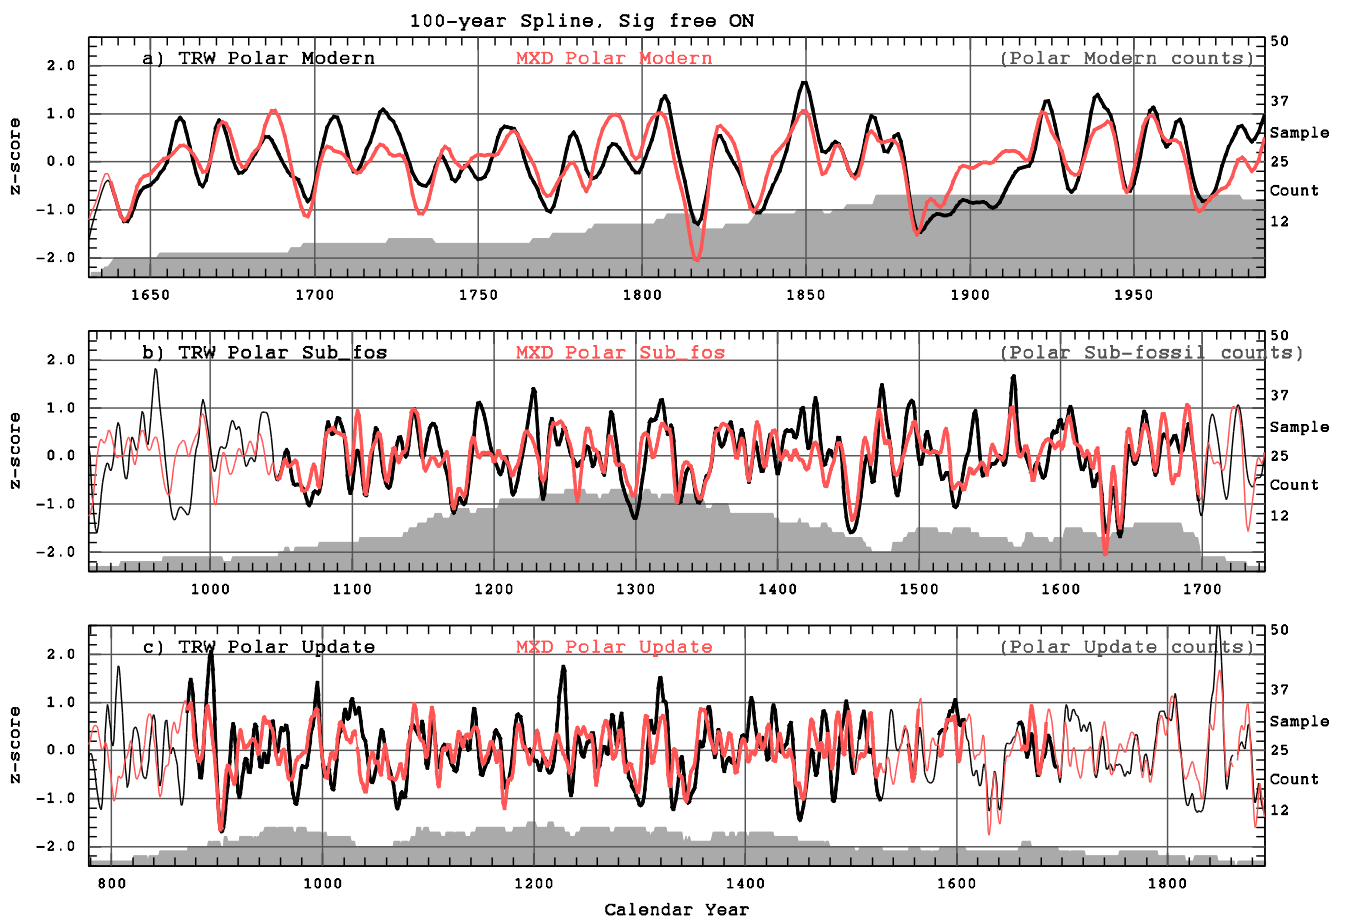 100-year Spline, Sig free ON
a) TRW Polar Modern MXD Polar Modern (Polar Modern counts)
2.0
1.0
0.0
-1.0
-2.0
z-score
50
37
Sample
25
Count
12
1650 1700 1750 1800 1850 1900 1950
b) TRW Polar Sub_fos MXD Polar Sub_fos (Polar Sub-fossil counts)
2.0
1.0
0.0
-1.0
-2.0
z-score
50
37
Sample
25
Count
12
1000 1100 1200 1300 1400 1500 1600 1700
c) TRW Polar Update MXD Polar Update (Polar Update counts)
2.0
1.0
0.0
-1.0
-2.0
z-score
50
37
Sample
25
Count
12
800 1000 1200 1400 1600 1800
Calendar Year